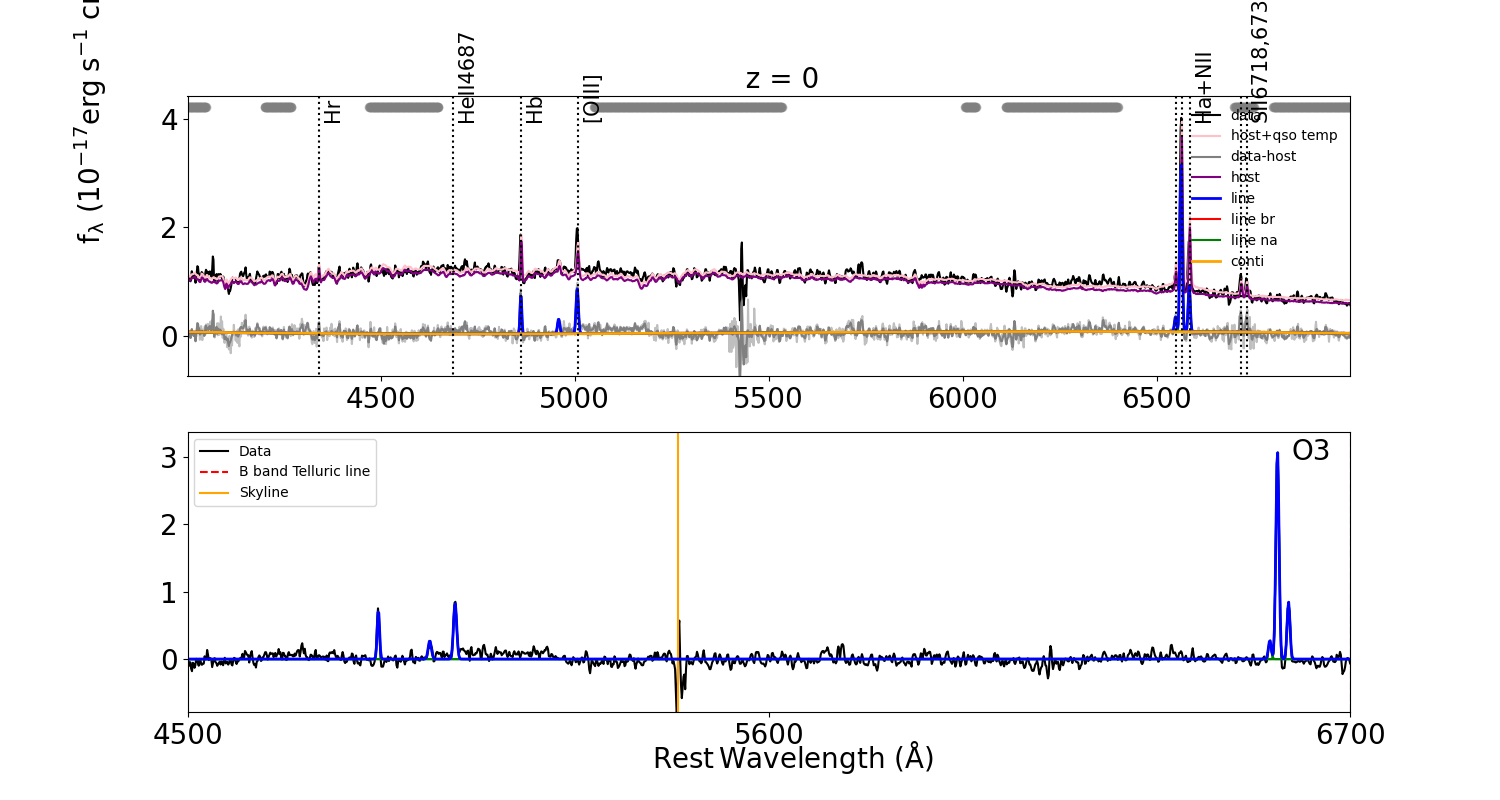 z = 0
f_λ (10⁻¹⁷erg s⁻¹ c
Hr
HeII4687
Hb
[OIII]
Ha+NII
SII6718,673
4
2
0
data
host+qso temp
data-host
host
line
line br
line na
conti
4500 5000 5500 6000 6500
3
2
1
0
Data
B band Telluric line
Skyline
O3
4500 5600 6700
Rest Wavelength (Å)